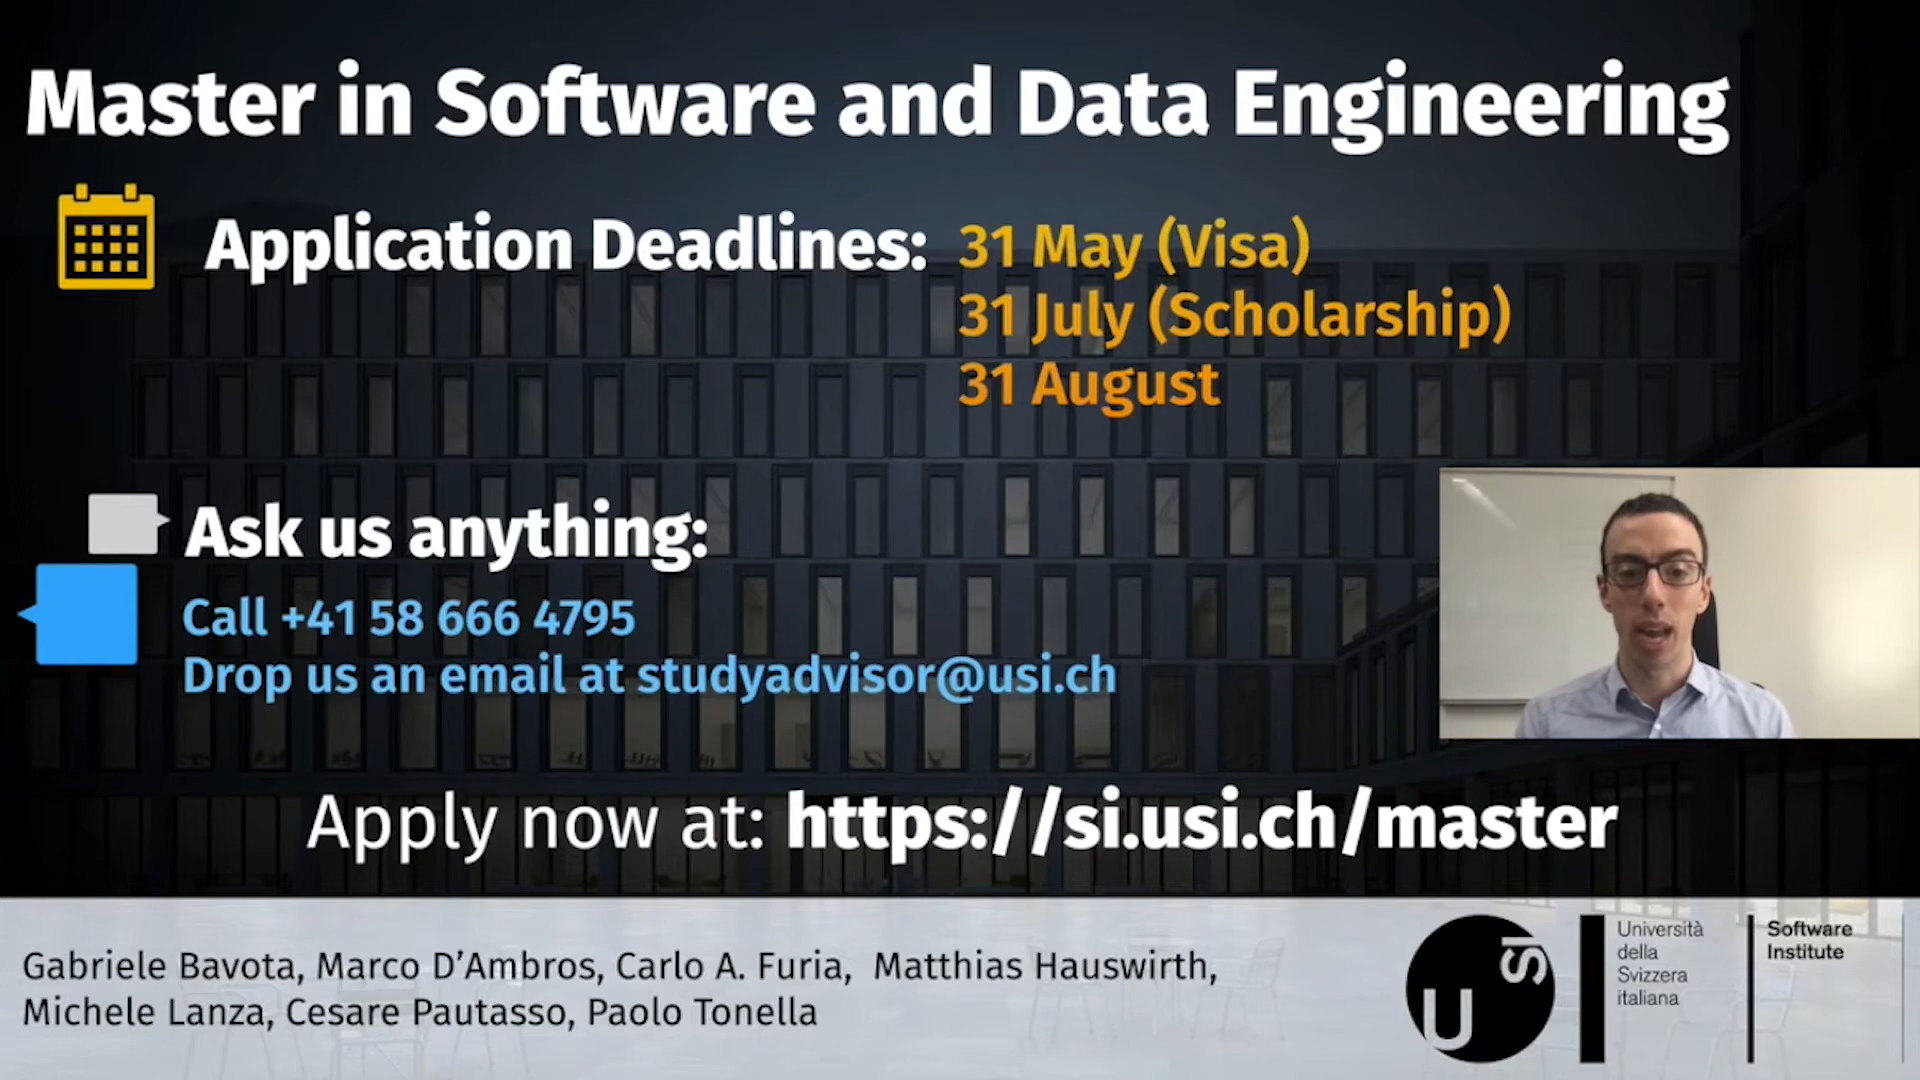 Master in Software and Data Engineering
Application Deadlines: 31 May (Visa)
31 July (Scholarship)
31 August
Ask us anything:
Call +41 58 666 4795
Drop us an email at studyadvisor@usi.ch
Apply now at: https://si.usi.ch/master
Gabriele Bavota, Marco D’Ambros, Carlo A. Furia, Matthias Hauswirth,
Michele Lanza, Cesare Pautasso, Paolo Tonella
USI
Università
della
Svizzera
italiana
Software
Institute